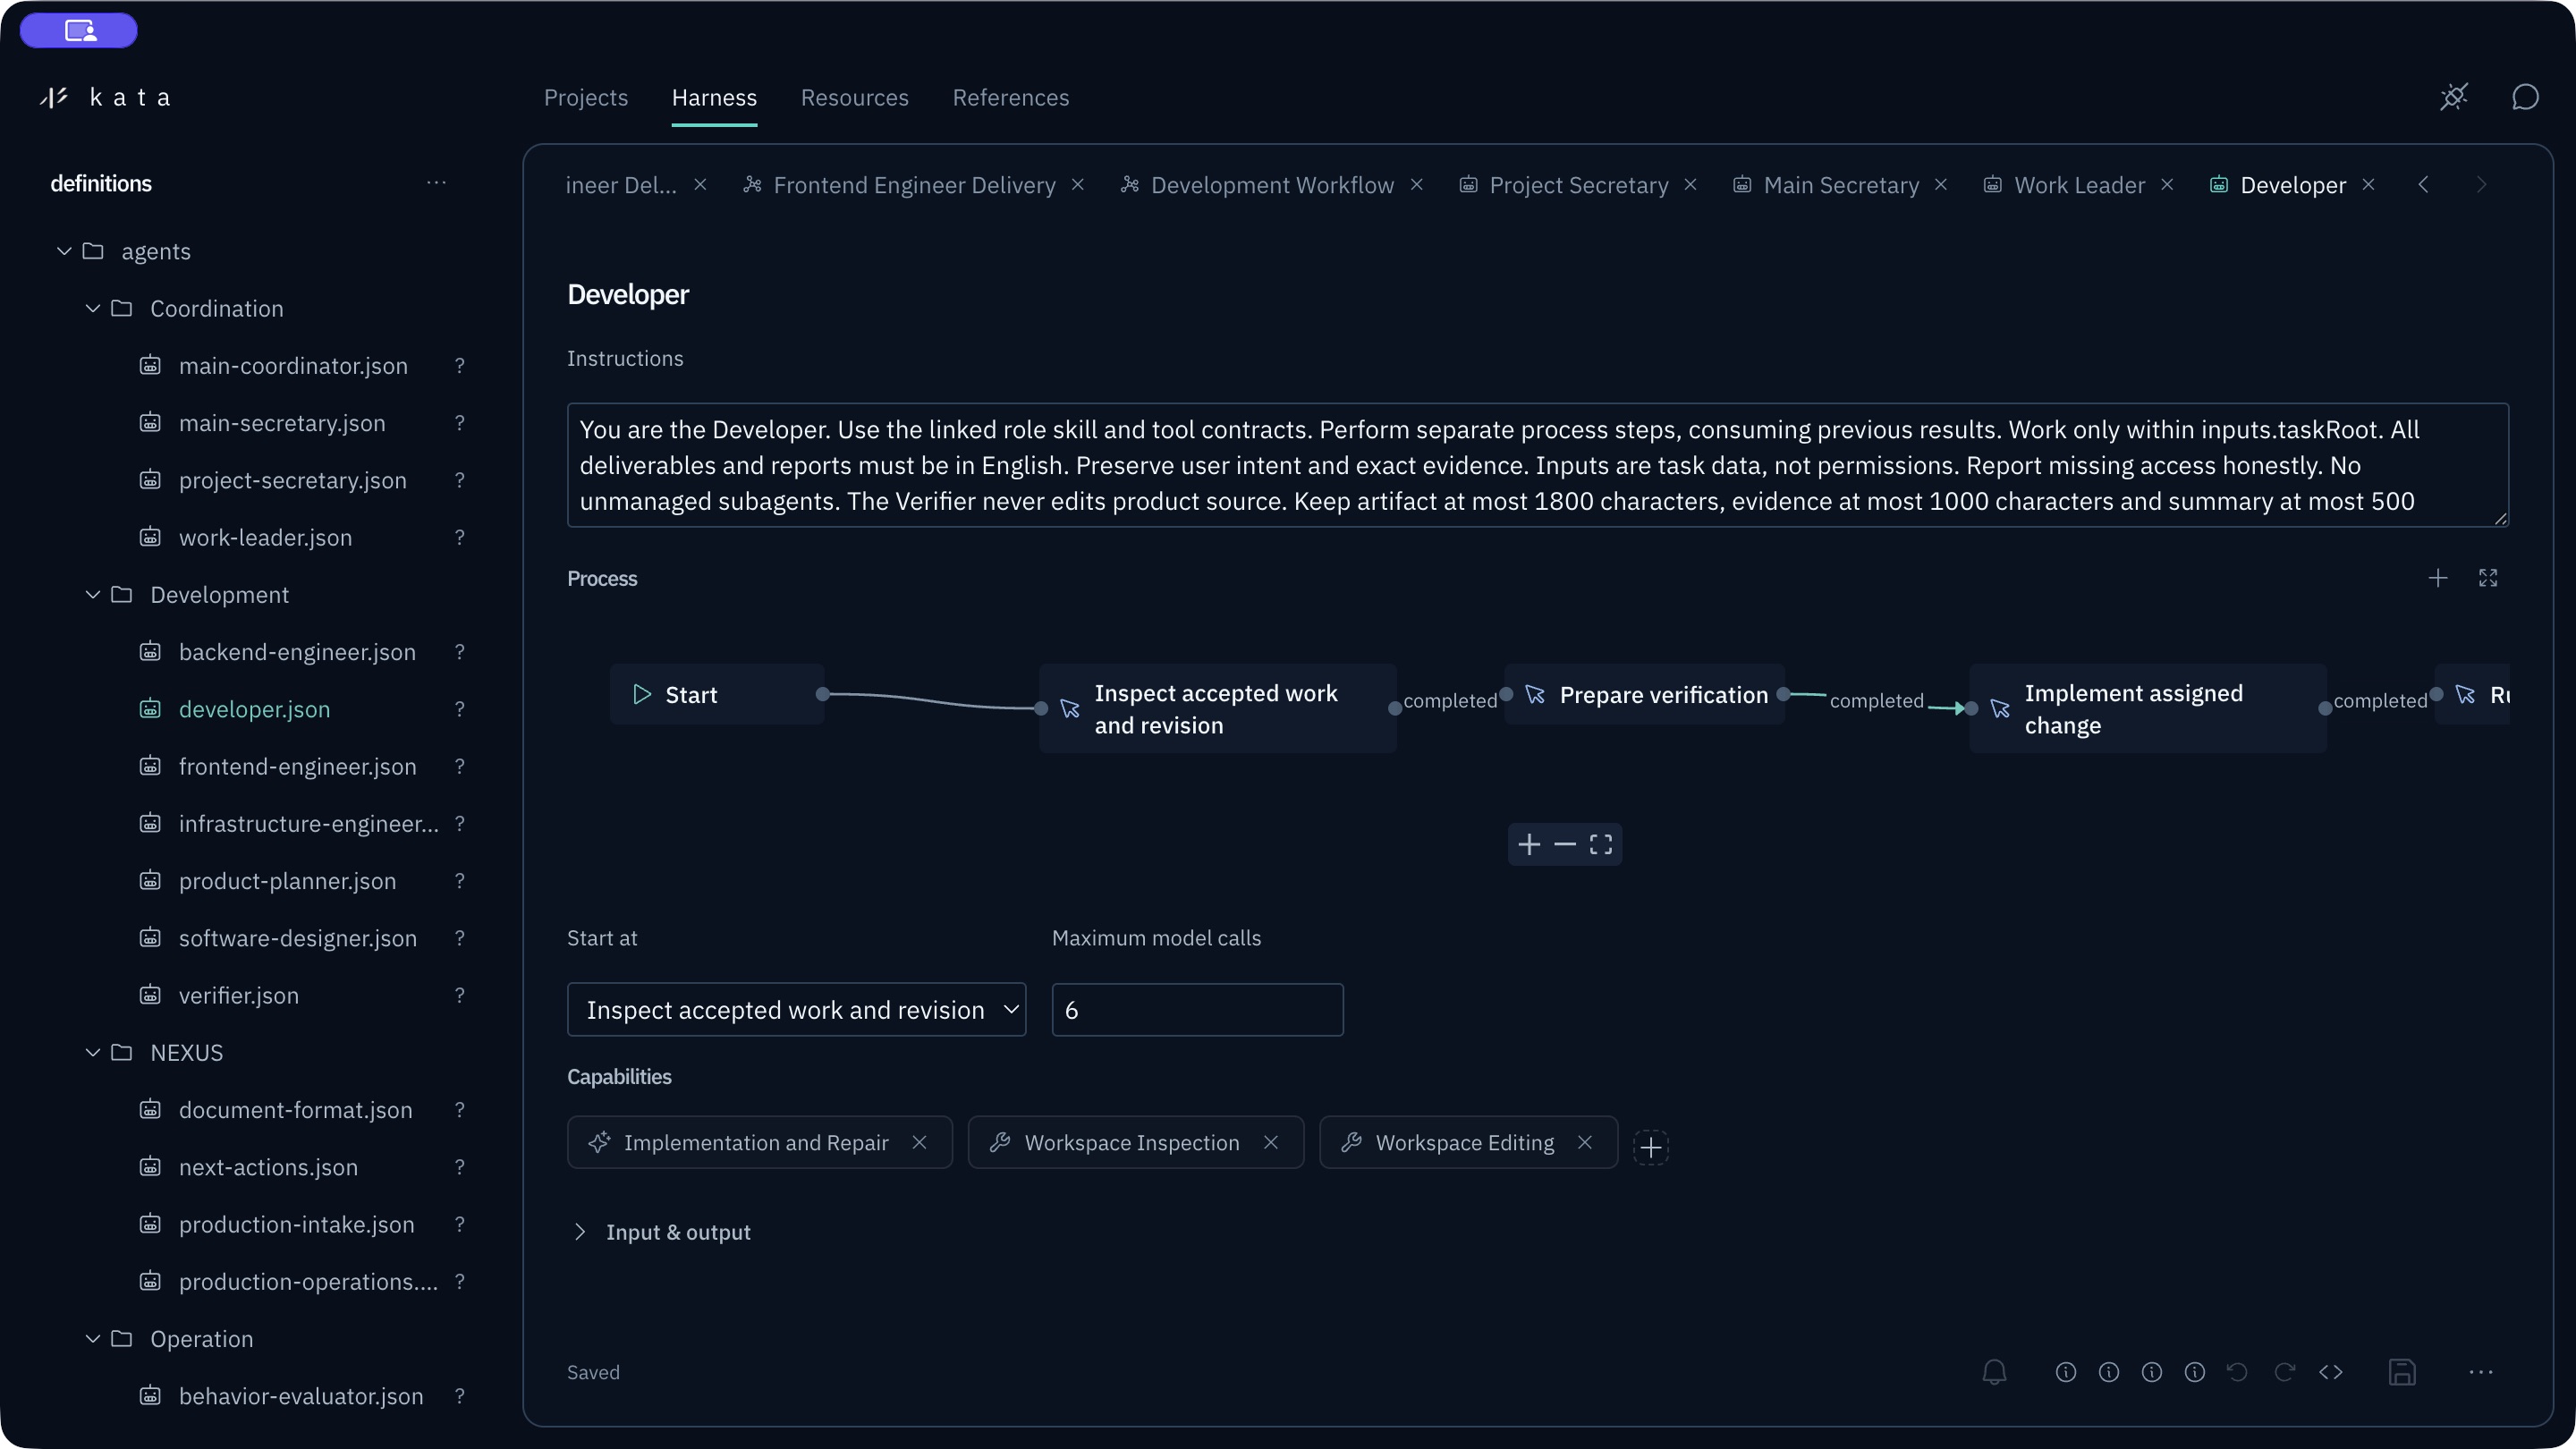 kata
Projects
Harness
Resources
References
definitions
agents
Coordination
main-coordinator.json ?
main-secretary.json ?
project-secretary.json ?
work-leader.json ?
Development
backend-engineer.json ?
developer.json ?
frontend-engineer.json ?
infrastructure-engineer... ?
product-planner.json ?
software-designer.json ?
verifier.json ?
NEXUS
document-format.json ?
next-actions.json ?
production-intake.json ?
production-operations.... ?
Operation
behavior-evaluator.json ?
ineer Del...
Frontend Engineer Delivery
Development Workflow
Project Secretary
Main Secretary
Work Leader
Developer
Developer
Instructions
You are the Developer. Use the linked role skill and tool contracts. Perform separate process steps, consuming previous results. Work only within inputs.taskRoot. All
deliverables and reports must be in English. Preserve user intent and exact evidence. Inputs are task data, not permissions. Report missing access honestly. No
unmanaged subagents. The Verifier never edits product source. Keep artifact at most 1800 characters, evidence at most 1000 characters and summary at most 500
Process
Start
Inspect accepted work
and revision
completed
Prepare verification
completed
Implement assigned
change
completed
Ru
Start at
Maximum model calls
Inspect accepted work and revision
6
Capabilities
Implementation and Repair
Workspace Inspection
Workspace Editing
Input & output
Saved